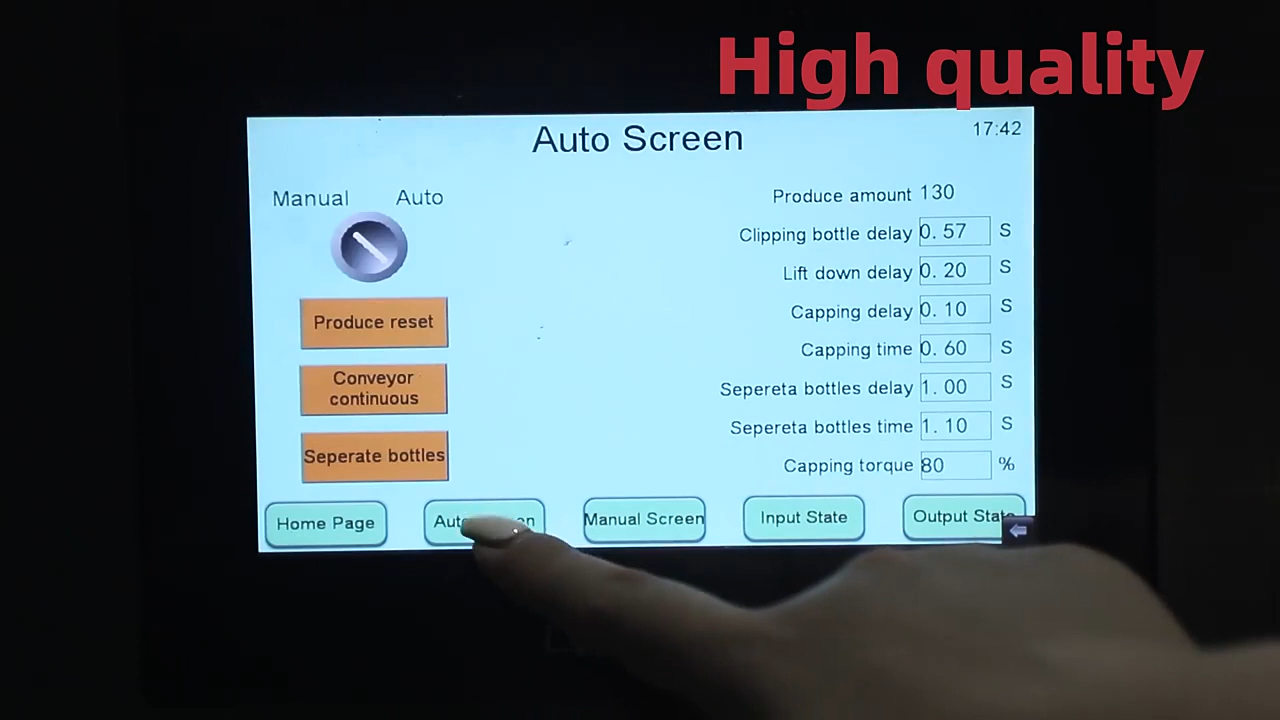 High quality
Auto Screen
17:42
Manual
Auto
Produce reset
Conveyor
continuous
Seperate bottles
Produce amount 130
Clipping bottle delay 0.57 S
Lift down delay 0.20 S
Capping delay 0.10 S
Capping time 0.60 S
Sepereta bottles delay 1.00 S
Sepereta bottles time 1.10 S
Capping torque 80 %
Home Page
Manual Screen
Input State
Output